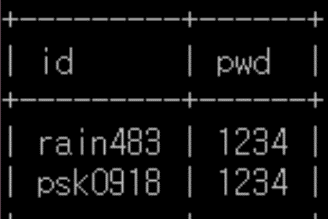 +----------+------+
| id | pwd |
+----------+------+
| rain483 | 1234 |
| psk0918 | 1234 |